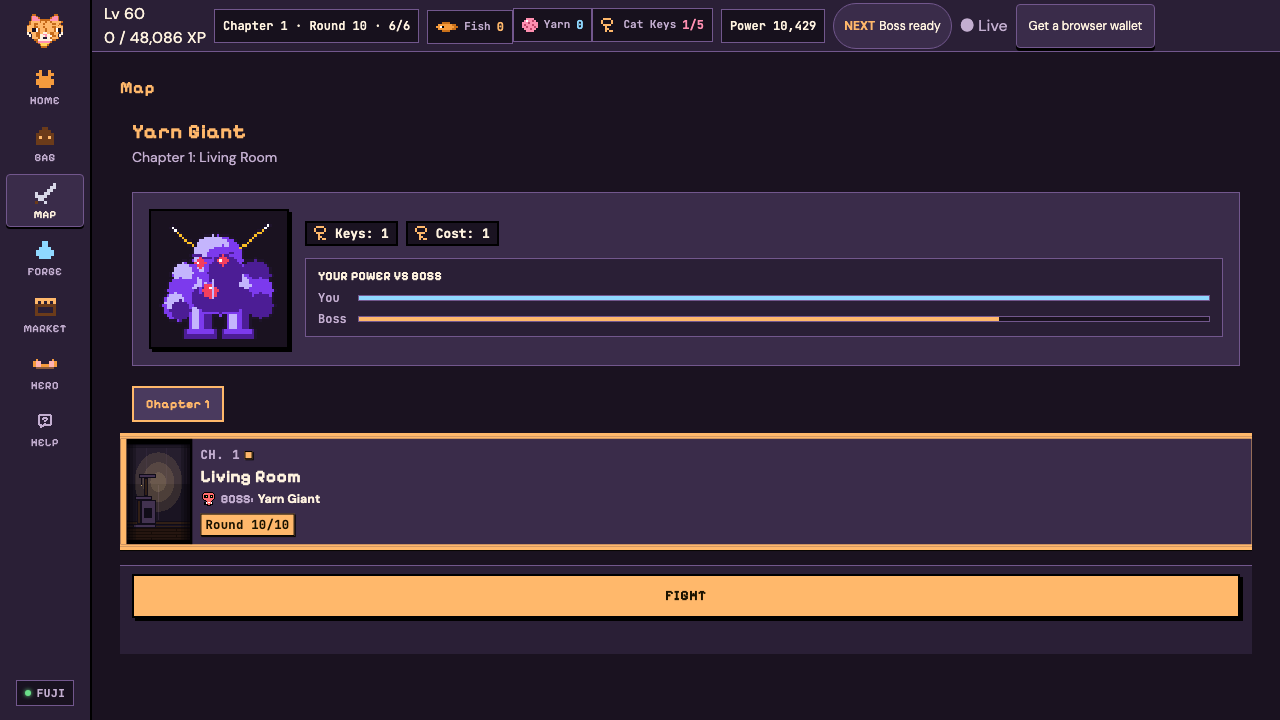 Lv 60
0 / 48,086 XP
Chapter 1 · Round 10 · 6/6
Fish 0
Yarn 0
Cat Keys 1/5
Power 10,429
NEXT Boss ready
Live
Get a browser wallet
HOME
BAG
MAP
FORGE
MARKET
HERO
HELP
FUJI
Map
Yarn Giant
Chapter 1: Living Room
Keys: 1
Cost: 1
YOUR POWER VS BOSS
You
Boss
Chapter 1
CH. 1
Living Room
BOSS: Yarn Giant
Round 10/10
FIGHT